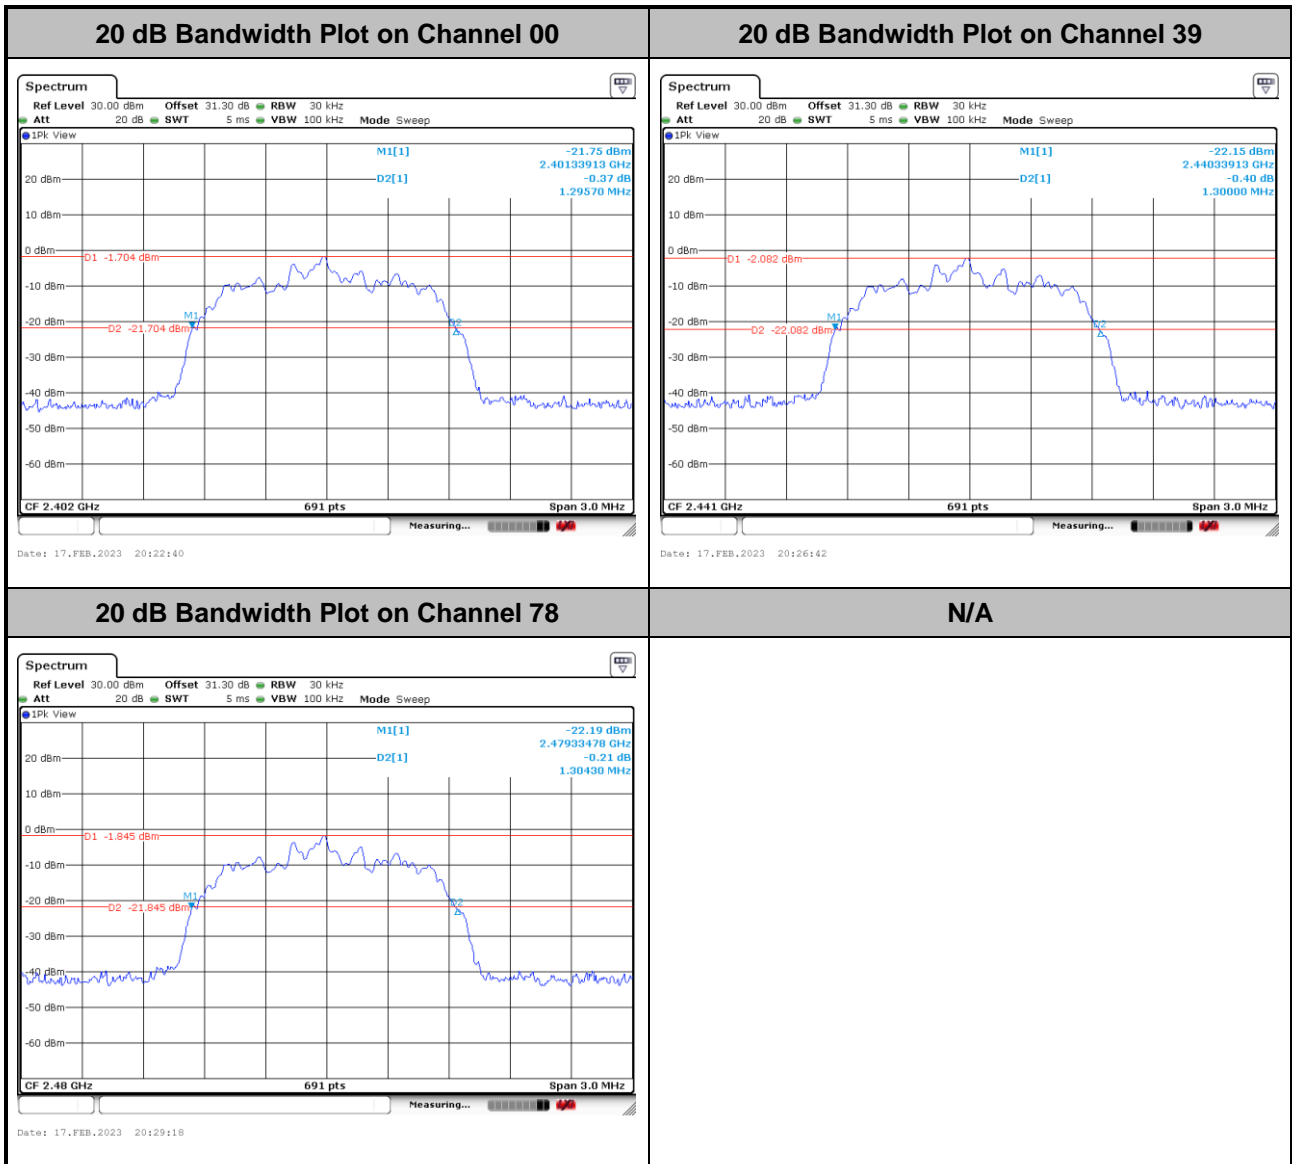 20 dB Bandwidth Plot on Channel 00
20 dB Bandwidth Plot on Channel 39
Spectrum
Ref Level 30.00 dBm Offset 31.30 dB RBW 30 kHz
Att 20 dB SWT 5 ms VBW 100 kHz Mode Sweep
1Pk View
M1[1] -21.75 dBm
2.40133913 GHz
D2[1] -0.37 dB
1.29570 MHz
20 dBm
10 dBm
0 dBm
D1 -1.704 dBm
-10 dBm
M1
-20 dBm
D2
D2 -21.704 dBm
-30 dBm
-40 dBm
-50 dBm
-60 dBm
CF 2.402 GHz 691 pts Span 3.0 MHz
Measuring...
Date: 17.FEB.2023 20:22:40
Spectrum
Ref Level 30.00 dBm Offset 31.30 dB RBW 30 kHz
Att 20 dB SWT 5 ms VBW 100 kHz Mode Sweep
1Pk View
M1[1] -22.15 dBm
2.44033913 GHz
D2[1] -0.40 dB
1.30000 MHz
20 dBm
10 dBm
0 dBm
D1 -2.082 dBm
-10 dBm
M1
-20 dBm
D2
D2 -22.082 dBm
-30 dBm
-40 dBm
-50 dBm
-60 dBm
CF 2.441 GHz 691 pts Span 3.0 MHz
Measuring...
Date: 17.FEB.2023 20:26:42
20 dB Bandwidth Plot on Channel 78
N/A
Spectrum
Ref Level 30.00 dBm Offset 31.30 dB RBW 30 kHz
Att 20 dB SWT 5 ms VBW 100 kHz Mode Sweep
1Pk View
M1[1] -22.19 dBm
2.47933478 GHz
D2[1] -0.21 dB
1.30430 MHz
20 dBm
10 dBm
0 dBm
D1 -1.845 dBm
-10 dBm
M1
-20 dBm
D2
D2 -21.845 dBm
-30 dBm
-40 dBm
-50 dBm
-60 dBm
CF 2.48 GHz 691 pts Span 3.0 MHz
Measuring...
Date: 17.FEB.2023 20:29:18